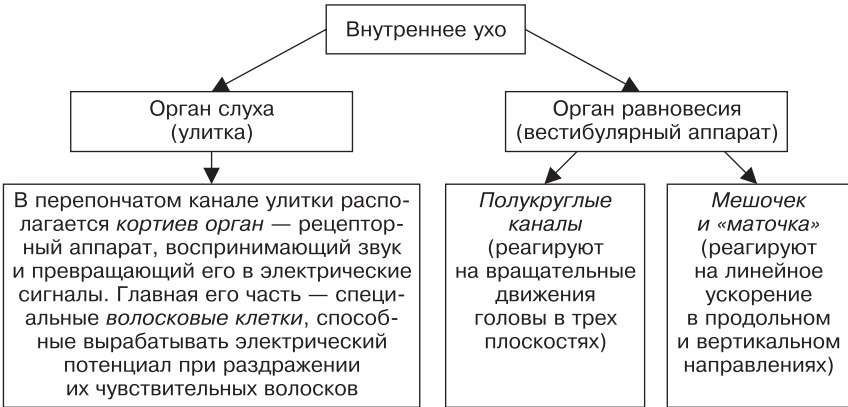 Внутреннее ухо
Орган слуха
(улитка)
Орган равновесия
(вестибулярный аппарат)
В перепончатом канале улитки распо-
лагается кортиев орган — рецептор-
ный аппарат, воспринимающий звук
и превращающий его в электрические
сигналы. Главная его часть — специ-
альные волосковые клетки, способ-
ные вырабатывать электрический
потенциал при раздражении
их чувствительных волосков
Полукруглые
каналы
(реагируют
на вращательные
движения
головы в трех
плоскостях)
Мешочек
и «маточка»
(реагируют
на линейное
ускорение
в продольном
и вертикальном
направлениях)